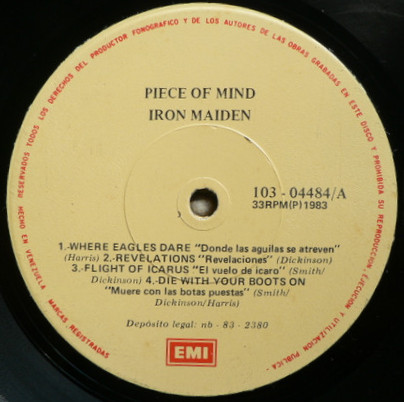 HECHO EN VENEZUELA RESERVADOS TODOS LOS DERECHOS DEL PRODUCTOR FONOGRAFICO Y DE LOS AUTORES DE LAS OBRAS GRABADAS EN ESTE DISCO Y PROHIBIDA SU REPRODUCCION EJECUCION Y UTILIZACION PUBLICA -
MARCAS REGISTRADAS
PIECE OF MIND
IRON MAIDEN
103 - 04484/A
33RPM(P)1983
1.-WHERE EAGLES DARE "Donde las aguilas se atreven"
(Harris) 2.-REVELATIONS "Revelaciones" (Dickinson)
3.-FLIGHT OF ICARUS "El vuelo de icaro" (Smith/
Dickinson) 4.-DIE WITH YOUR BOOTS ON
"Muere con las botas puestas" (Smith/
Dickinson/Harris)
Depósito legal: nb - 83 - 2380
EMI